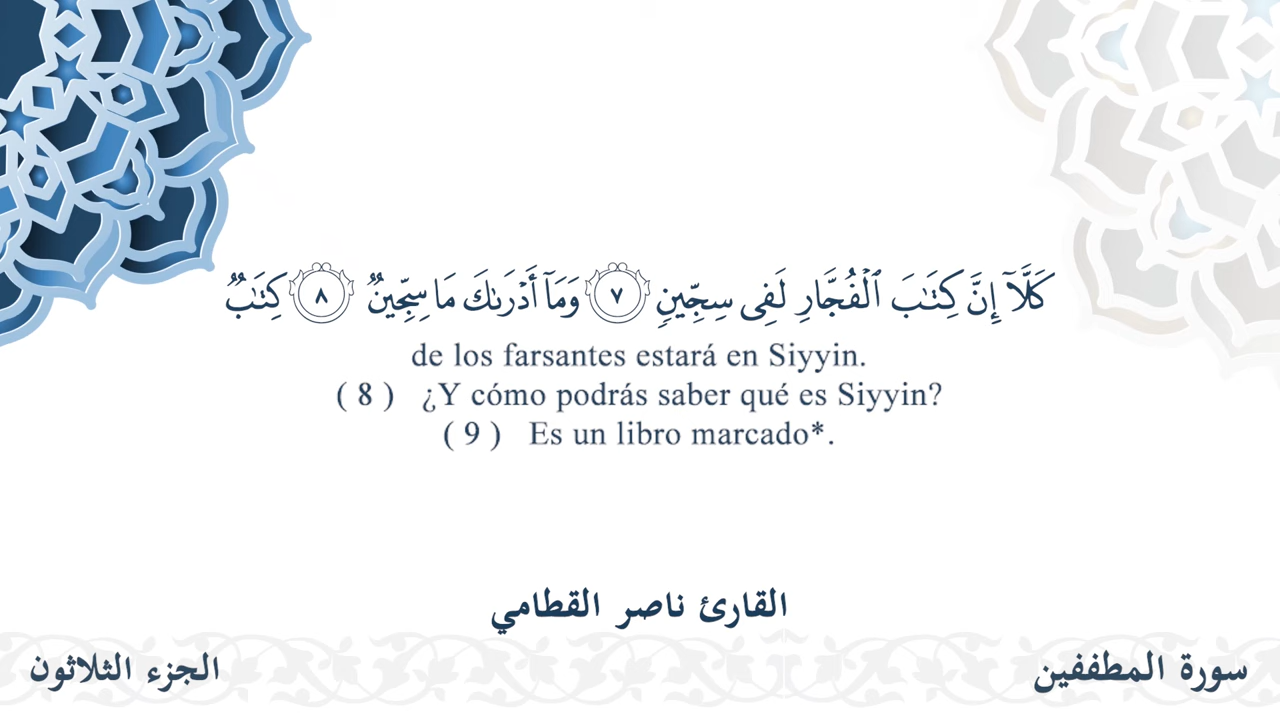 كَلَّآ إِنَّ كِتَـٰبَ ٱلْفُجَّارِ لَفِى سِجِّينٍۢ ٧ وَمَآ أَدْرَىٰكَ مَا سِجِّينٌۭ ٨ كِتَـٰبٌۭ
de los farsantes estará en Siyyin.
( 8 ) ¿Y cómo podrás saber qué es Siyyin?
( 9 ) Es un libro marcado*.
القارئ ناصر القطامي
سورة المطففين
الجزء الثلاثون